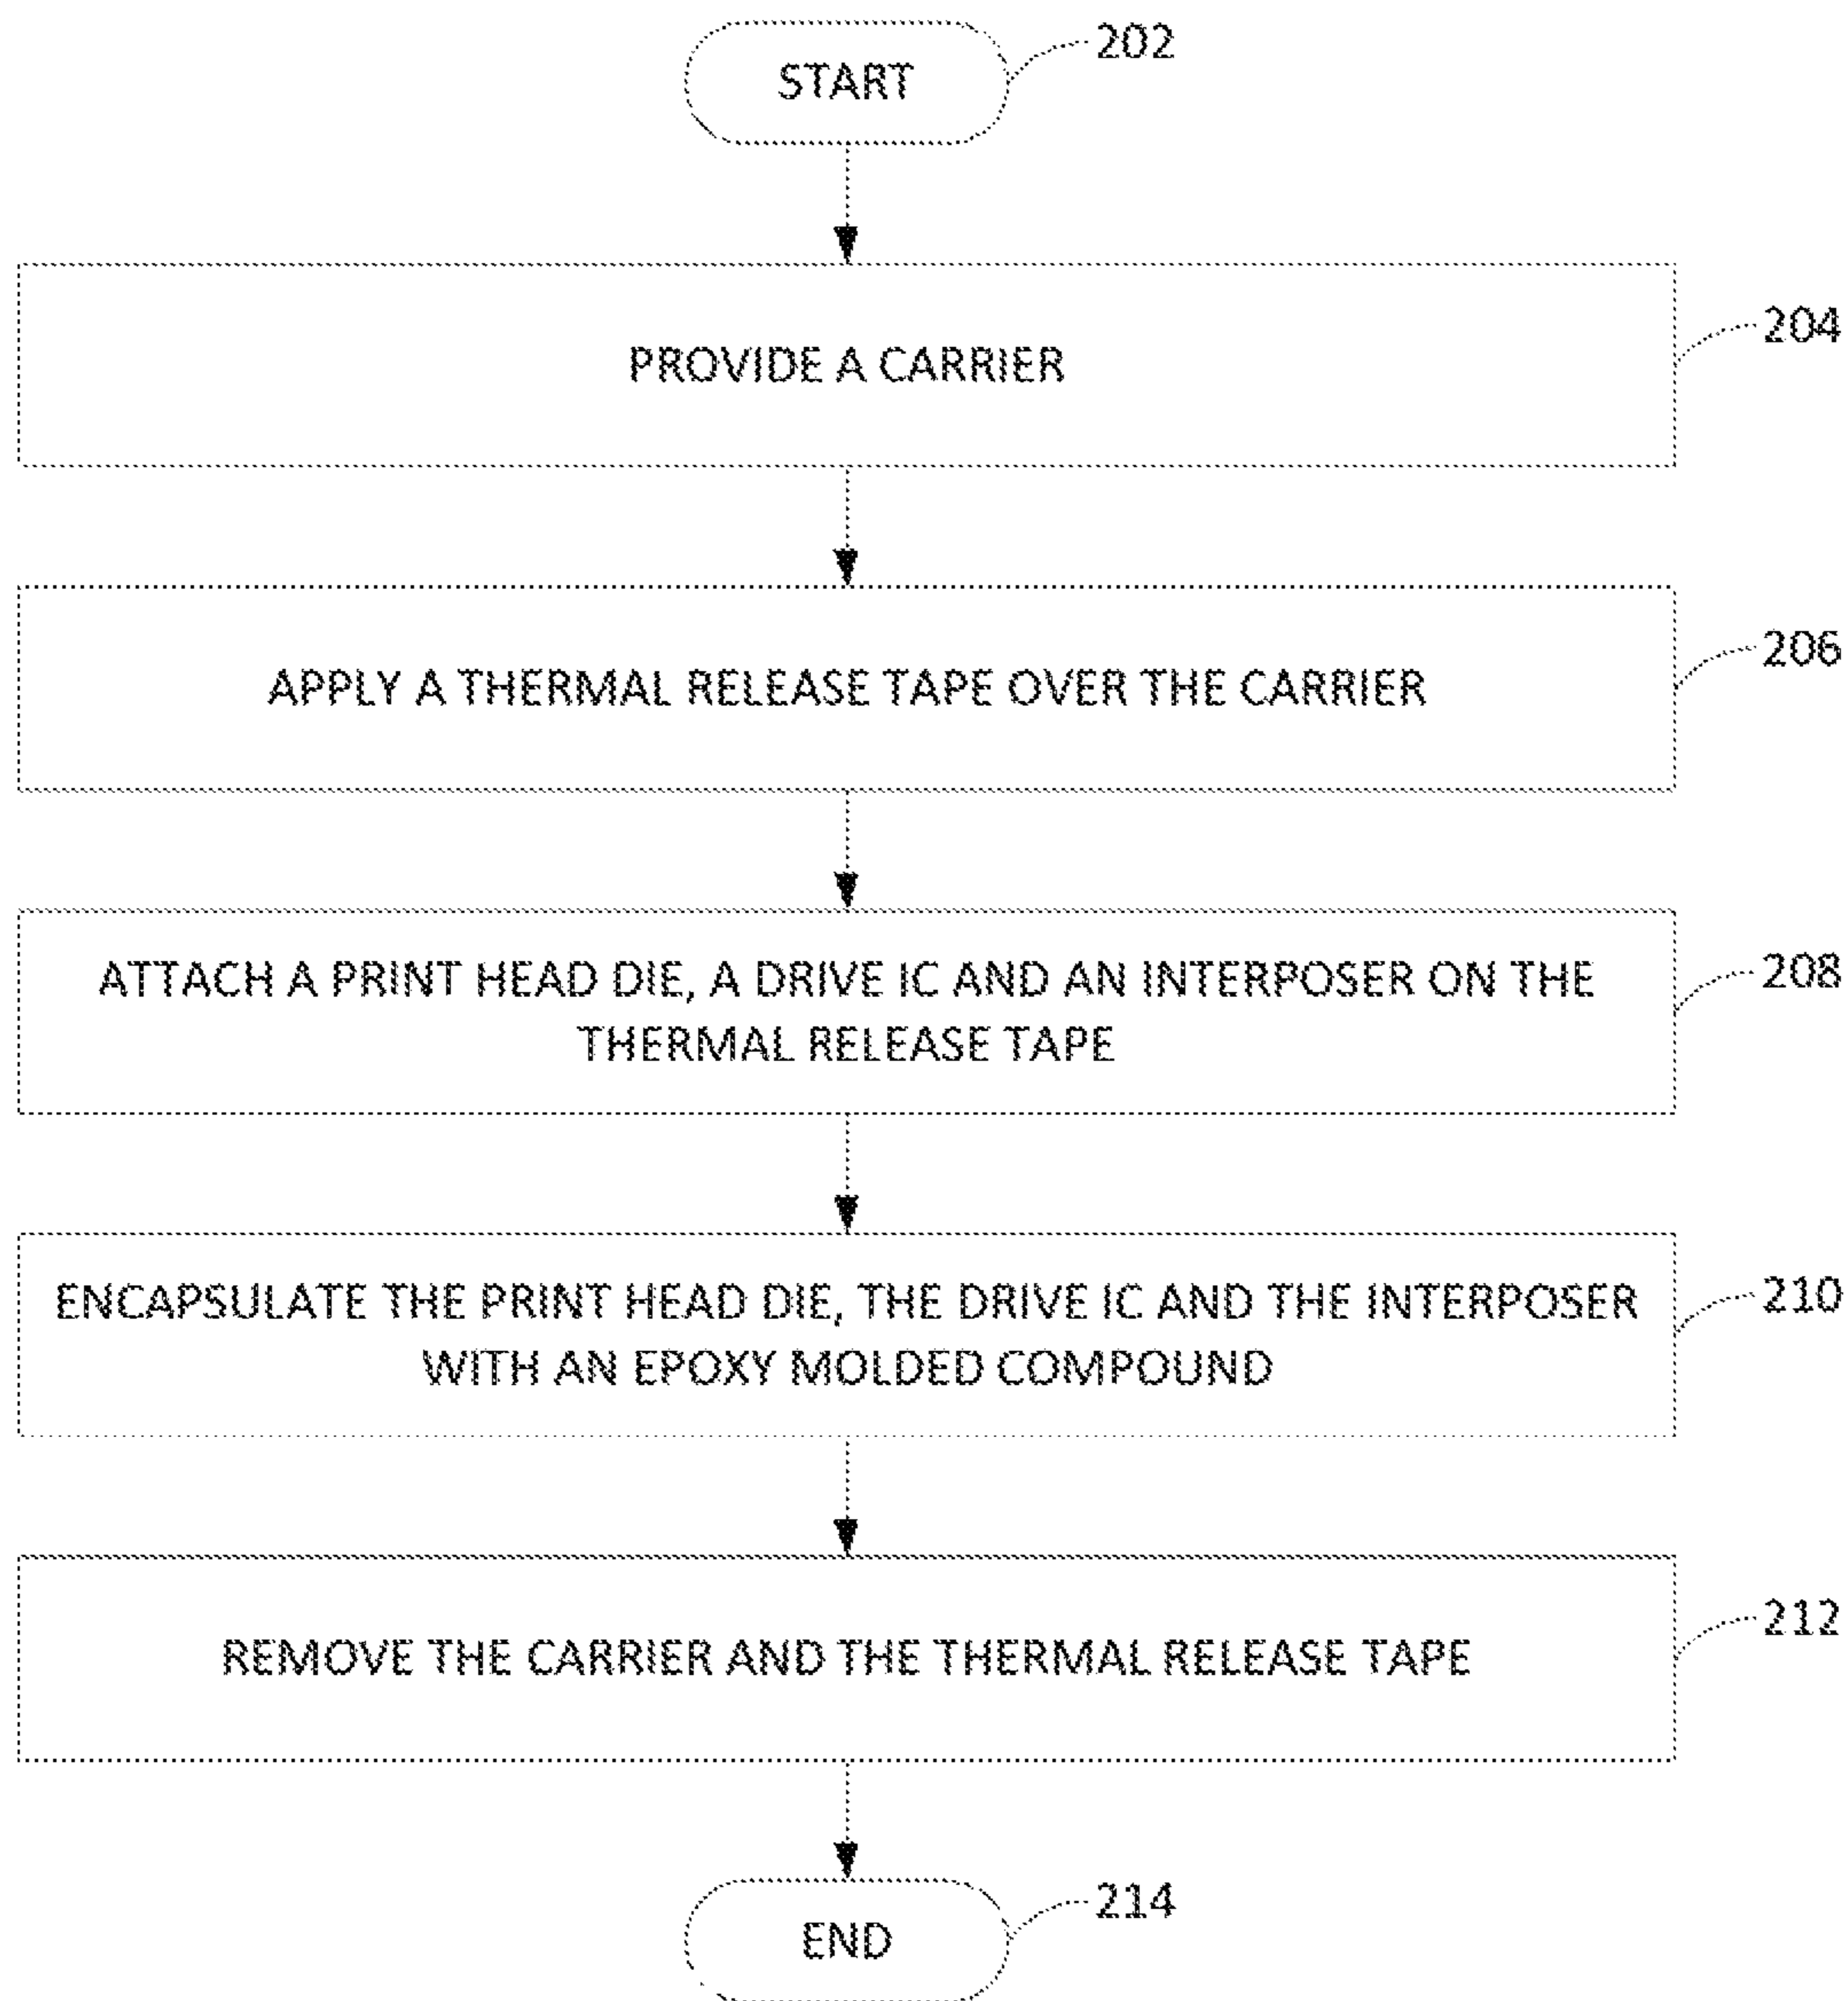 START
202
PROVIDE A CARRIER
204
APPLY A THERMAL RELEASE TAPE OVER THE CARRIER
206
ATTACH A PRINT HEAD DIE, A DRIVE IC AND AN INTERPOSER ON THE
THERMAL RELEASE TAPE
208
ENCAPSULATE THE PRINT HEAD DIE, THE DRIVE IC AND THE INTERPOSER
WITH AN EPOXY MOLDED COMPOUND
210
REMOVE THE CARRIER AND THE THERMAL RELEASE TAPE
212
END
214